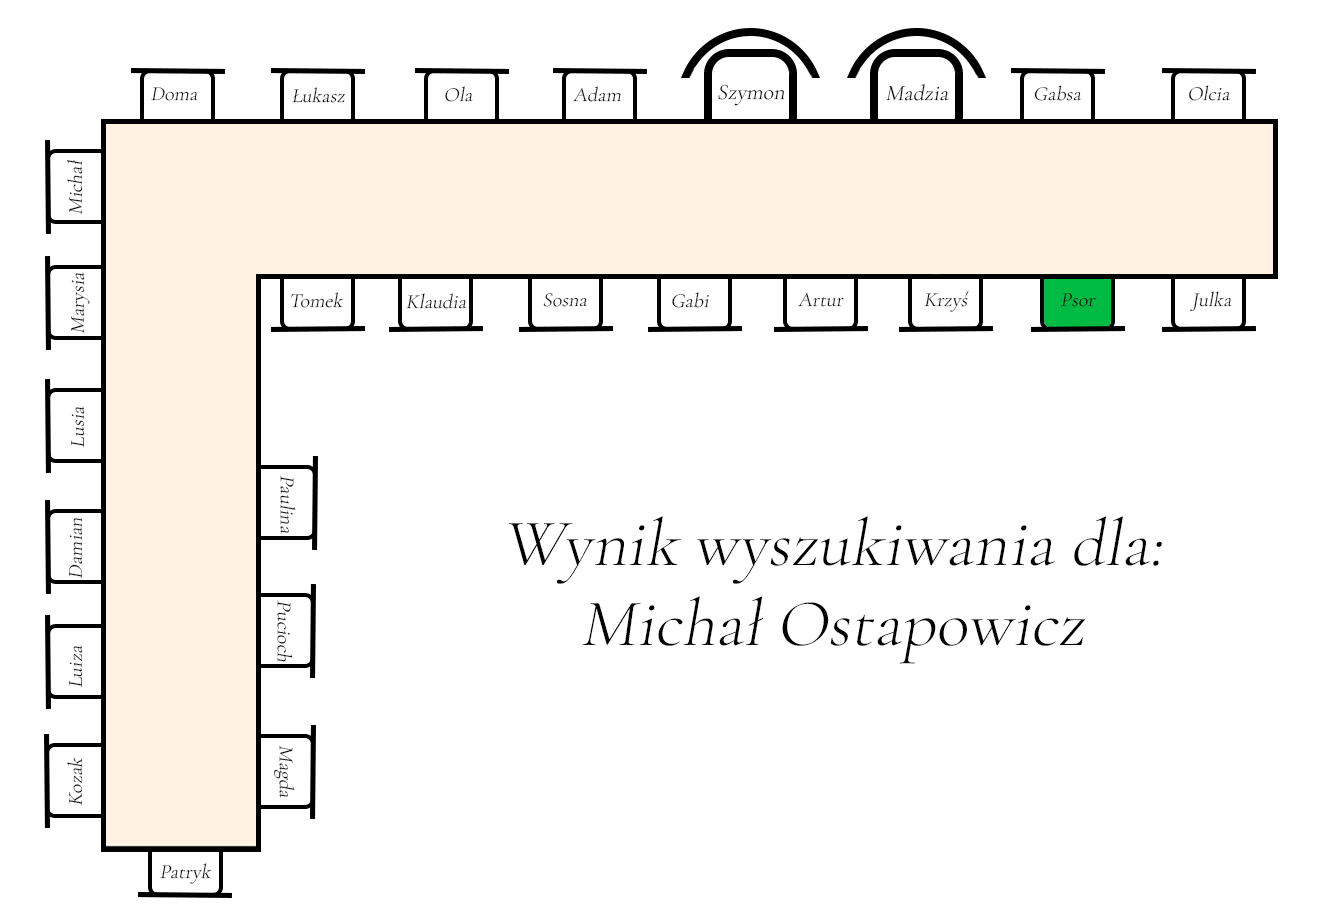 Doma
Łukasz
Ola
Adam
Szymon
Madzia
Gabsa
Olcia
Michał
Marysia
Lusia
Damian
Luiza
Kozak
Tomek
Klaudia
Sosna
Gabi
Artur
Krzyś
Psor
Julka
Paulina
Pucioch
Magda
Patryk
Wynik wyszukiwania dla:
Michał Ostapowicz